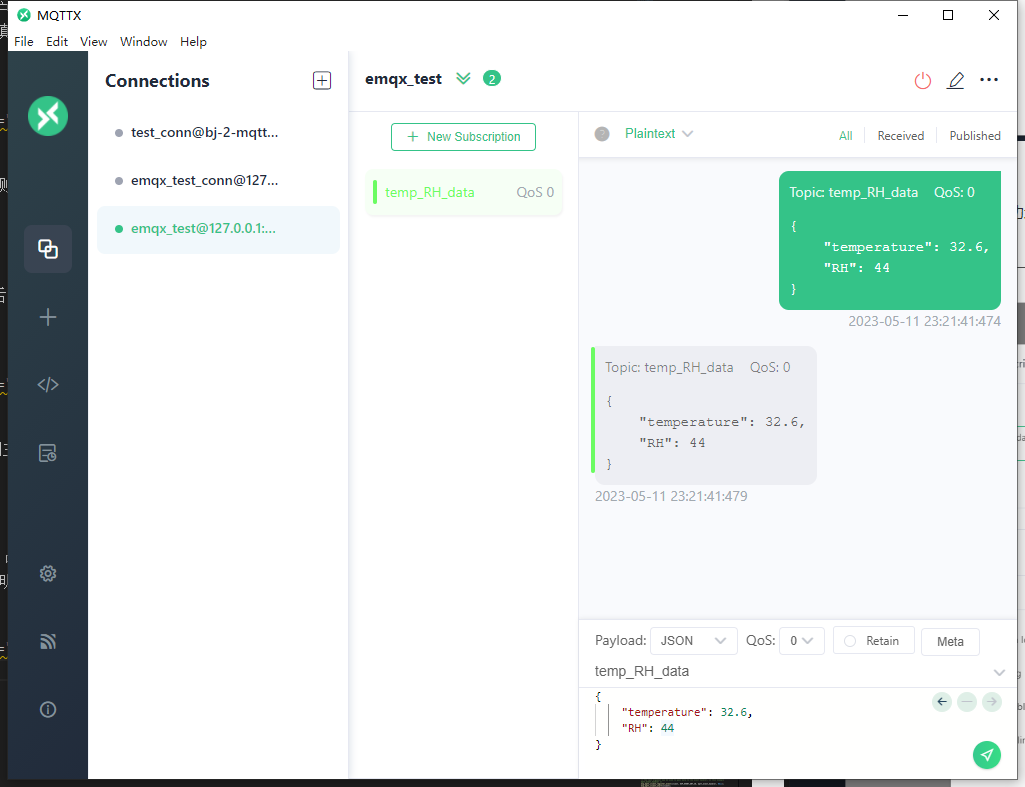 MQTTX
File Edit View Window Help
Connections
test_conn@bj-2-mqtt...
emqx_test_conn@127...
emqx_test@127.0.0.1:...
emqx_test 2
New Subscription
temp_RH_data QoS 0
Plaintext
All Received Published
Topic: temp_RH_data QoS: 0
{
"temperature": 32.6,
"RH": 44
}
2023-05-11 23:21:41:474
Topic: temp_RH_data QoS: 0
{
"temperature": 32.6,
"RH": 44
}
2023-05-11 23:21:41:479
Payload: JSON QoS: 0 Retain Meta
temp_RH_data
{
"temperature": 32.6,
"RH": 44
}